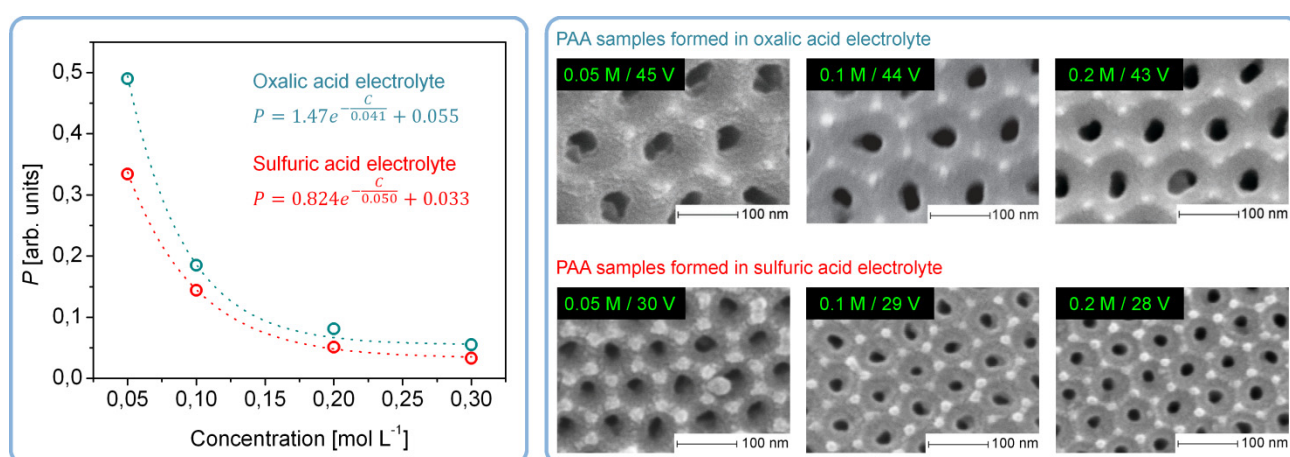 0,5
0,4
0,3
0,2
0,1
0,0
P [arb. units]
Oxalic acid electrolyte
P = 1.47e^{-\frac{C}{0.041}} + 0.055
Sulfuric acid electrolyte
P = 0.824e^{-\frac{C}{0.050}} + 0.033
0,05 0,10 0,15 0,20 0,25 0,30
Concentration [mol L⁻¹]
PAA samples formed in oxalic acid electrolyte
0.05 M / 45 V
100 nm
0.1 M / 44 V
100 nm
0.2 M / 43 V
100 nm
PAA samples formed in sulfuric acid electrolyte
0.05 M / 30 V
100 nm
0.1 M / 29 V
100 nm
0.2 M / 28 V
100 nm